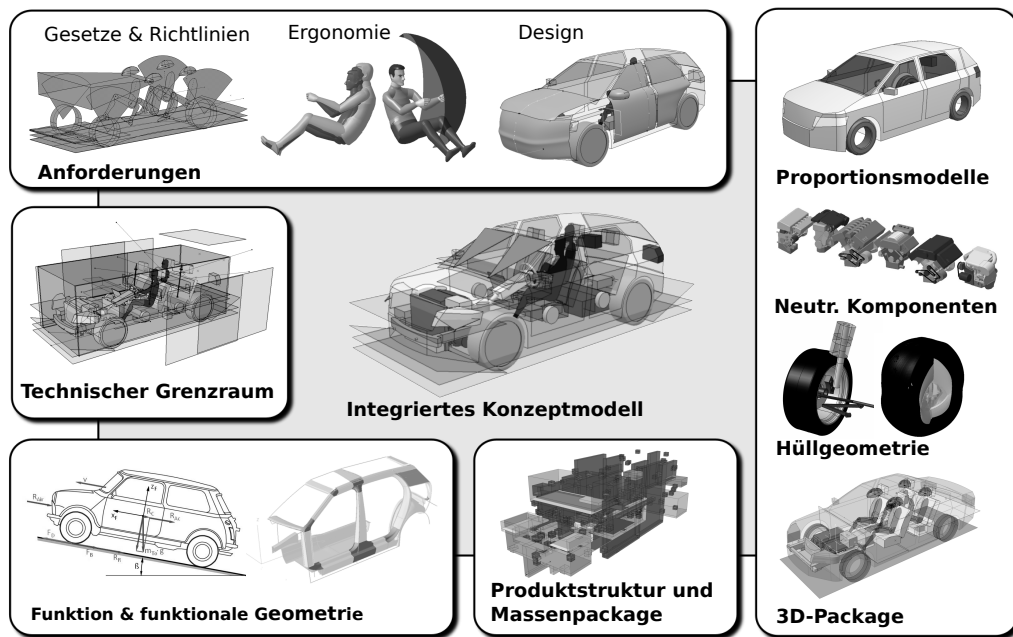 Gesetze & Richtlinien
Ergonomie
Design
Anforderungen
Proportionsmodelle
Neutr. Komponenten
Hüllgeometrie
3D-Package
Technischer Grenzraum
Integriertes Konzeptmodell
Funktion & funktionale Geometrie
Produktstruktur und
Massenpackage